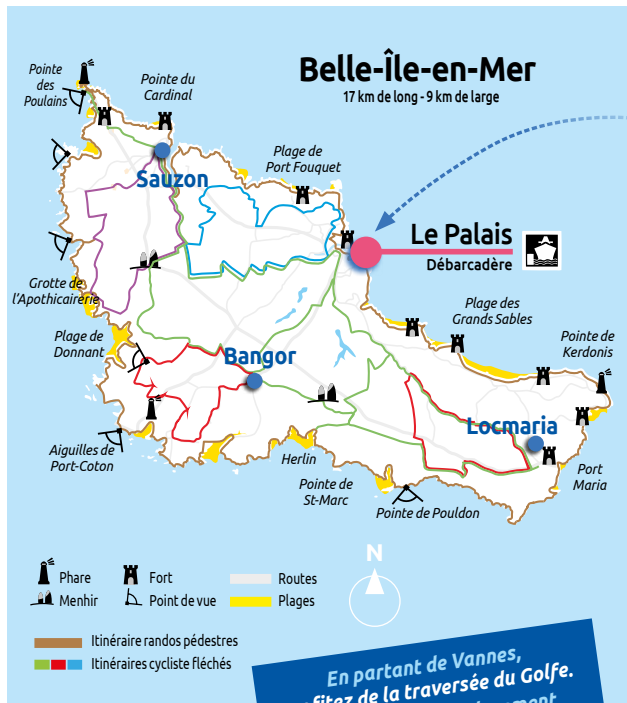 Belle-Île-en-Mer
17 km de long - 9 km de large
Pointe
des
Poulains
Pointe du
Cardinal
Sauzon
Plage de
Port Fouquet
Le Palais
Débarcadère
Grotte de
l'Apothicairerie
Plage des
Grands Sables
Plage de
Donnant
Pointe de
Kerdonis
Bangor
Locmaria
Aiguilles de
Port-Coton
Herlin
Port
Maria
Pointe de
St-Marc
Pointe de Pouldon
N
Phare
Fort
Routes
Menhir
Point de vue
Plages
Itinéraire randos pédestres
Itinéraires cycliste fléchés
En partant de Vannes,
fitez de la traversée du Golfe.